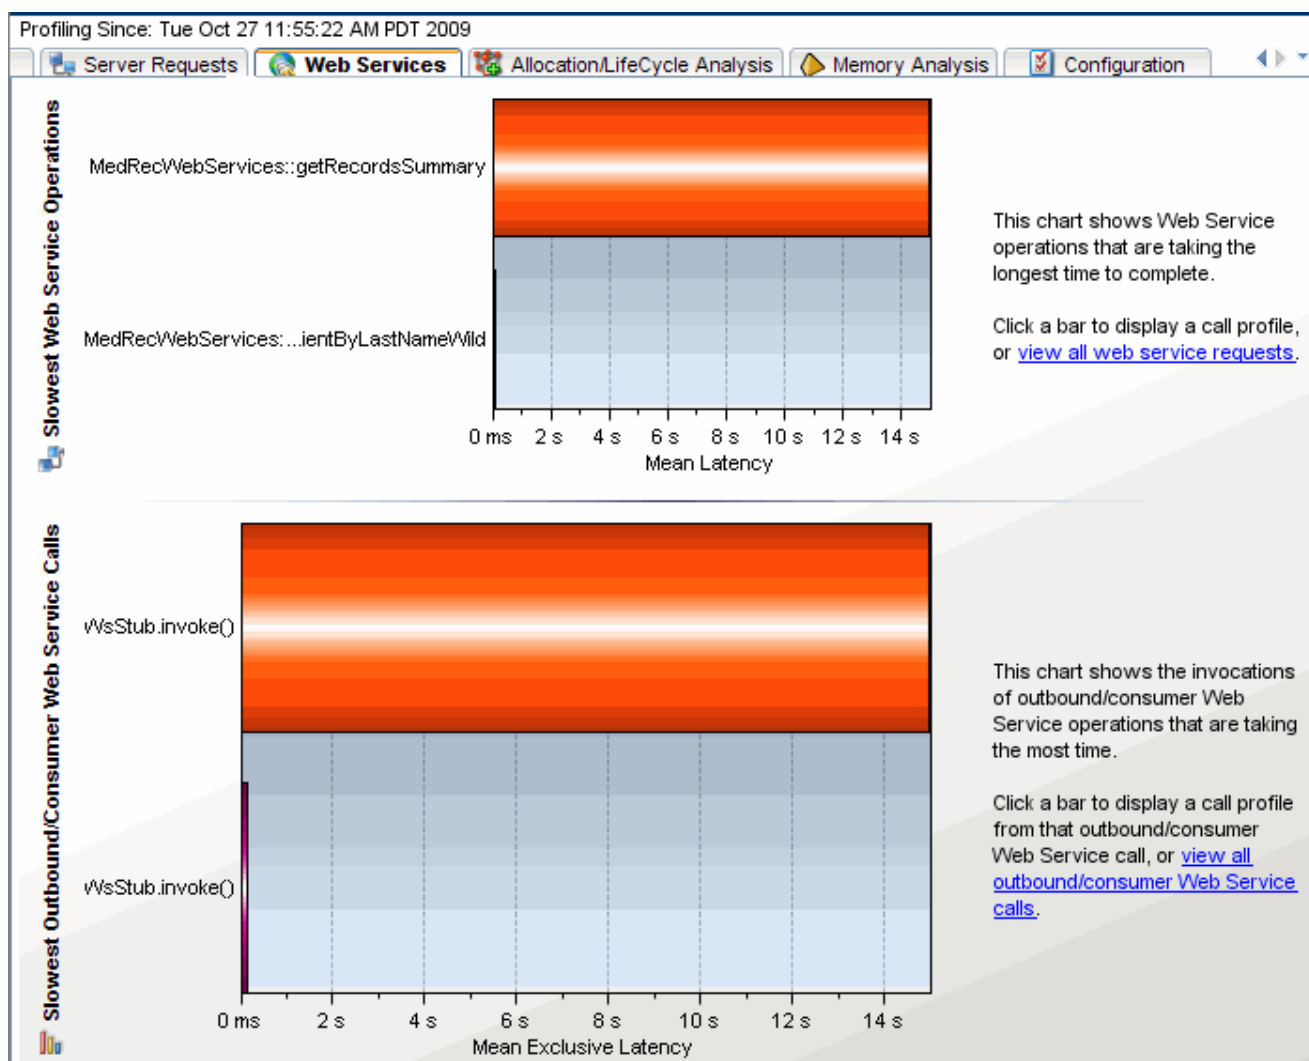 Profiling Since: Tue Oct 27 11:55:22 AM PDT 2009
Server Requests
Web Services
Allocation/LifeCycle Analysis
Memory Analysis
Configuration
Slowest Web Service Operations
MedRecWebServices::getRecordsSummary
MedRecWebServices:...ientByLastNameWild
0 ms 2 s 4 s 6 s 8 s 10 s 12 s 14 s
Mean Latency
This chart shows Web Service
operations that are taking the
longest time to complete.
Click a bar to display a call profile,
or view all web service requests.
Slowest Outbound/Consumer Web Service Calls
WsStub.invoke()
WsStub.invoke()
0 ms 2 s 4 s 6 s 8 s 10 s 12 s 14 s
Mean Exclusive Latency
This chart shows the invocations
of outbound/consumer Web
Service operations that are taking
the most time.
Click a bar to display a call profile
from that outbound/consumer
Web Service call, or view all
outbound/consumer Web Service
calls.